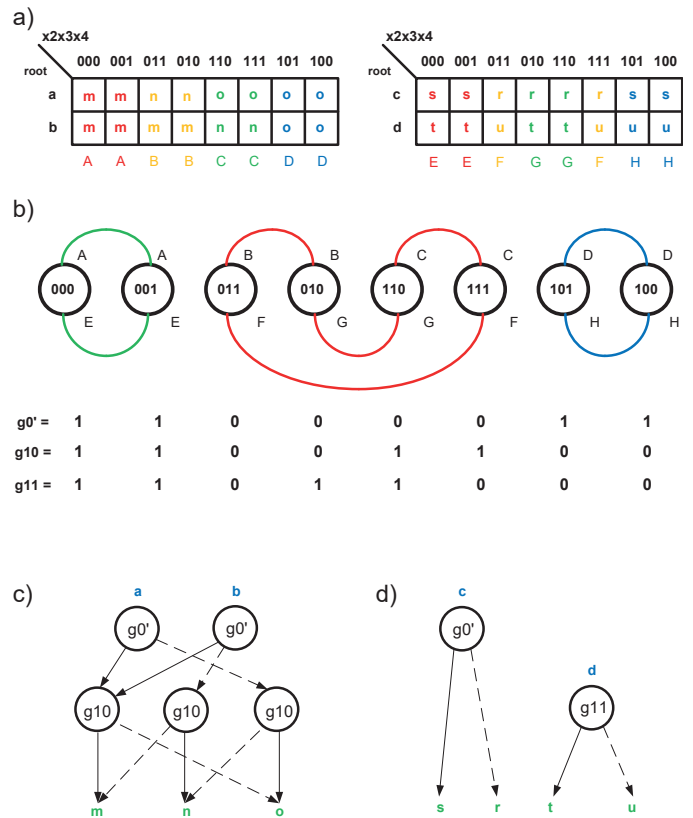 a)
x2x3x4
root
000 001 011 010 110 111 101 100
a m m n n o o o o
b m m m m n n o o
A A B B C C D D
x2x3x4
root
000 001 011 010 110 111 101 100
c s s r r r r s s
d t t u t t u u u
E E F G G F H H
b)
A A B B C C D D
000 001 011 010 110 111 101 100
E E F G G F H H
g0' = 1 1 0 0 0 0 1 1
g10 = 1 1 0 0 1 1 0 0
g11 = 1 1 0 1 1 0 0 0
c)
a b
g0' g0'
g10 g10 g10
m n o
d)
c
g0'
d
g11
s r t u